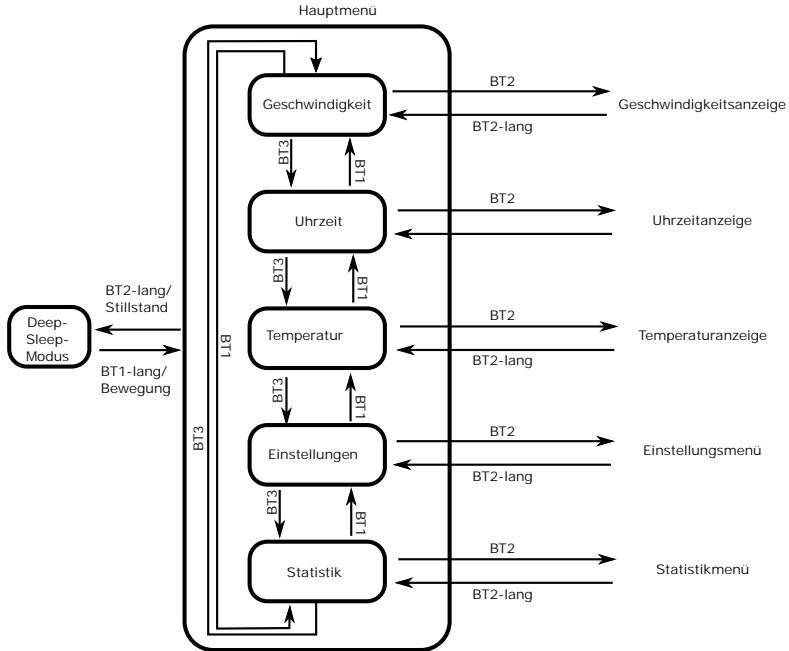 Hauptmenü
BT2
Geschwindigkeit
Geschwindigkeitsanzeige
BT2-lang
BT3
BT1
BT2
Uhrzeit
Uhrzeitanzeige
BT3
BT1
BT2-lang/
Stillstand
Deep-
Sleep-
Modus
BT1-lang/
Bewegung
BT2
Temperatur
Temperaturanzeige
BT2-lang
BT1
BT3
BT3
BT1
BT2
Einstellungen
Einstellungsmenü
BT2-lang
BT3
BT1
BT2
Statistik
Statistikmenü
BT2-lang